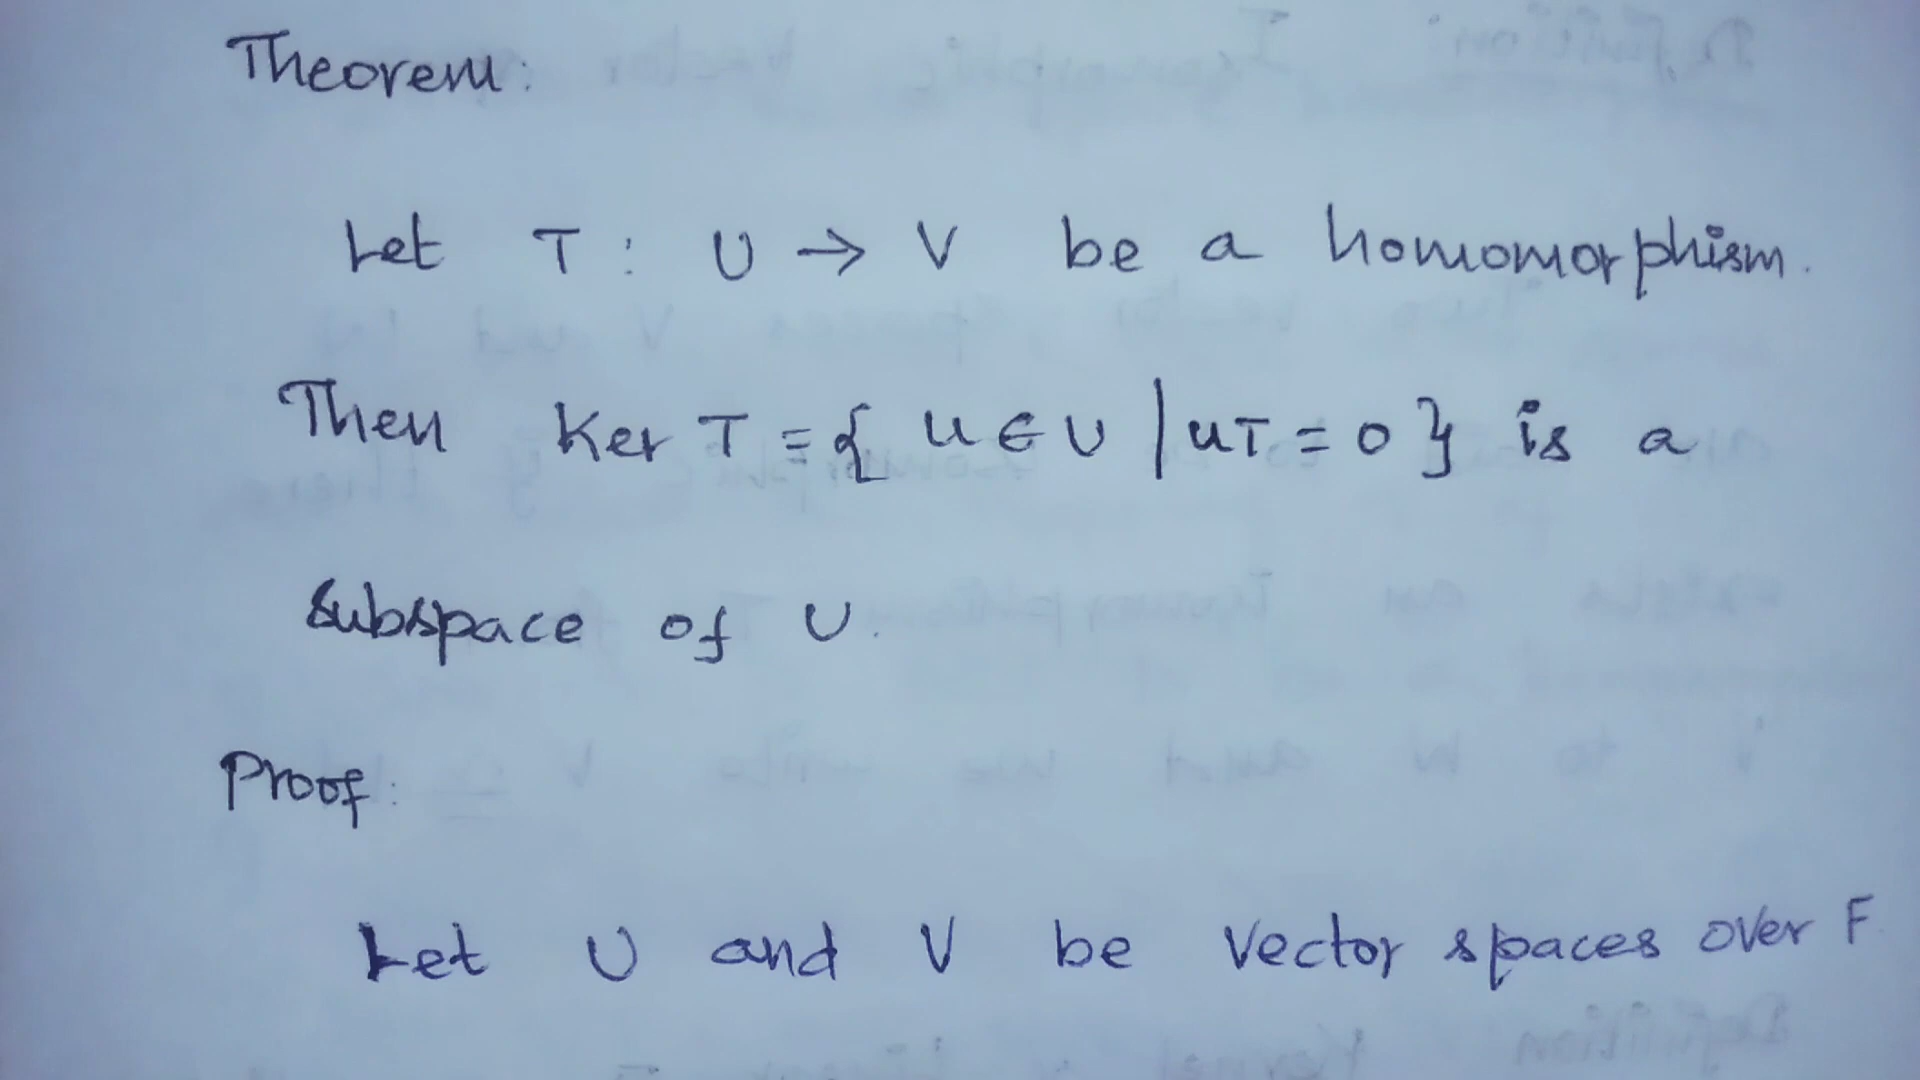 Theorem:
Let T : U → V be a homomorphism.
Then Ker T = { u ∈ U | uT = 0 } is a
subspace of U.
Proof:
Let U and V be vector spaces over F